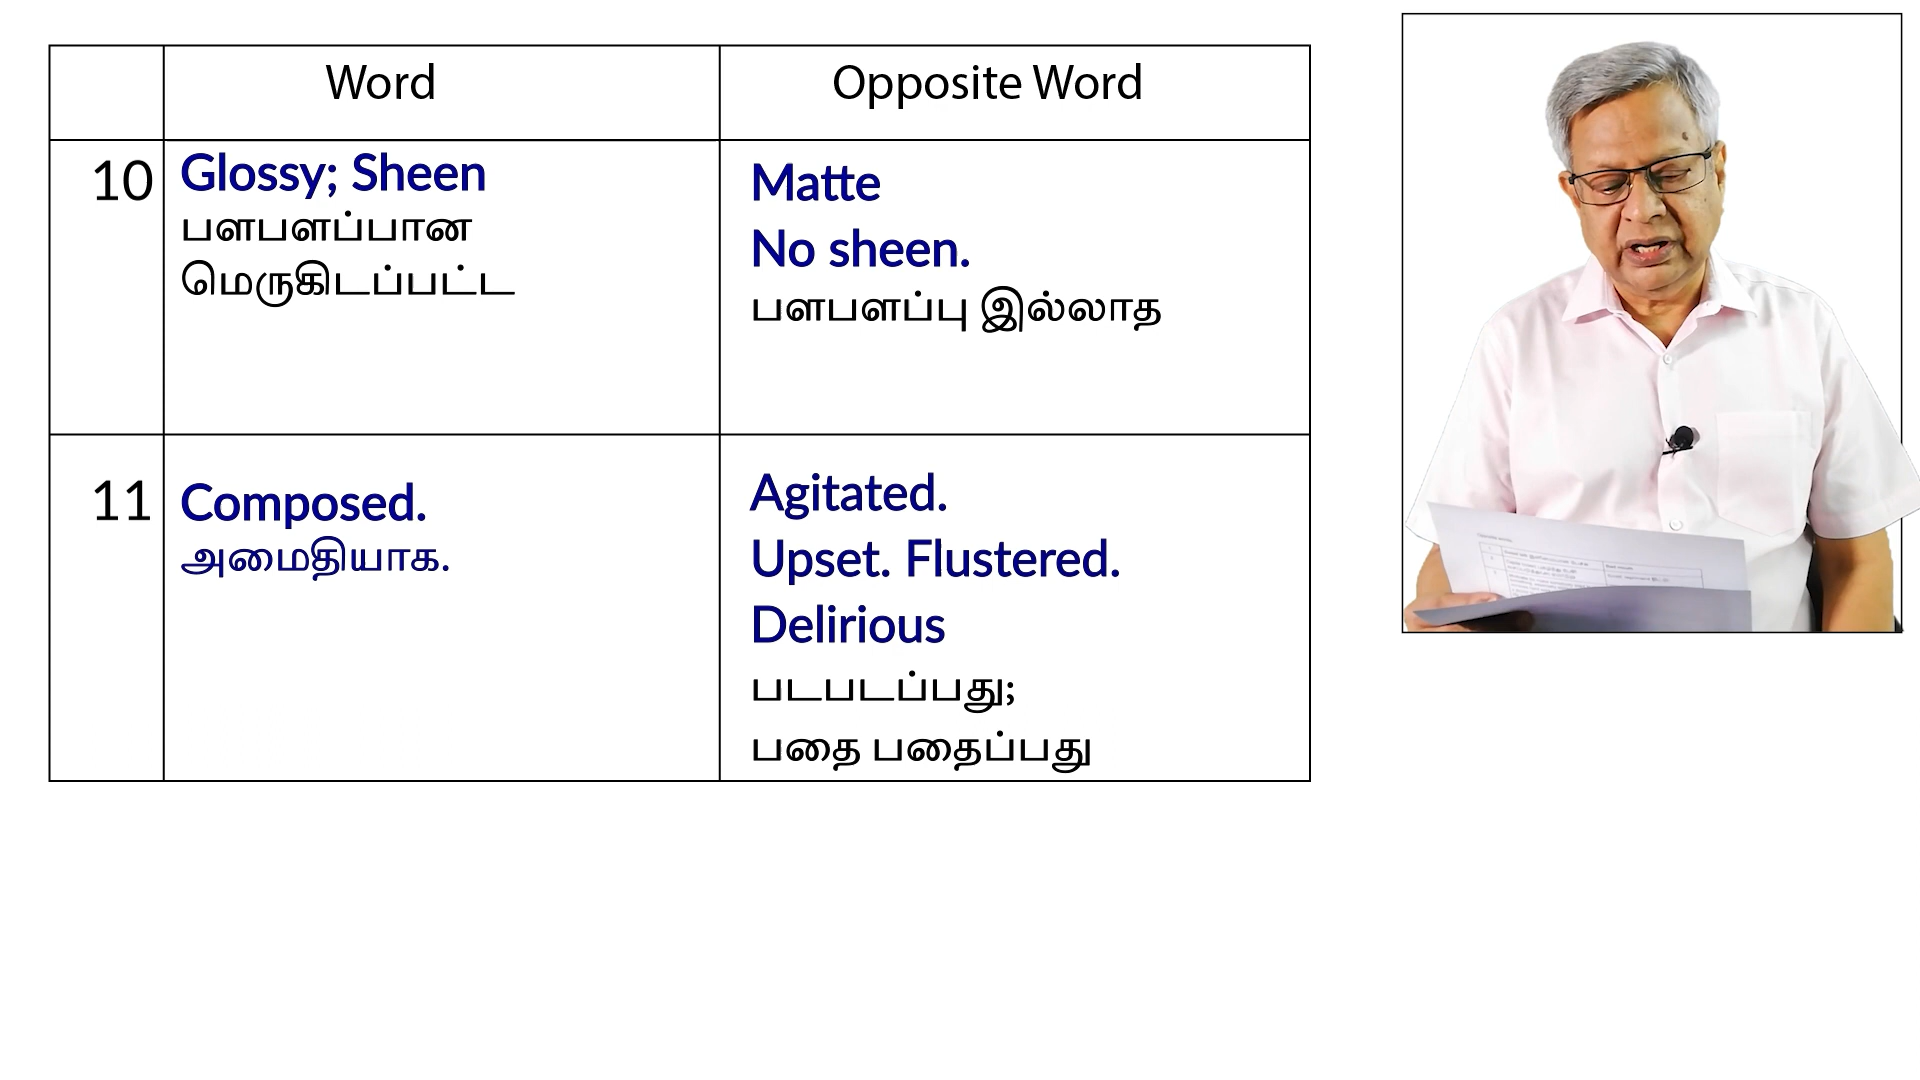 Word
Opposite Word
10
Glossy; Sheen
பளபளப்பான
மெருகிடப்பட்ட
Matte
No sheen.
பளபளப்பு இல்லாத
11
Composed.
அமைதியாக.
Agitated.
Upset. Flustered.
Delirious
படபடப்பது;
பதை பதைப்பது